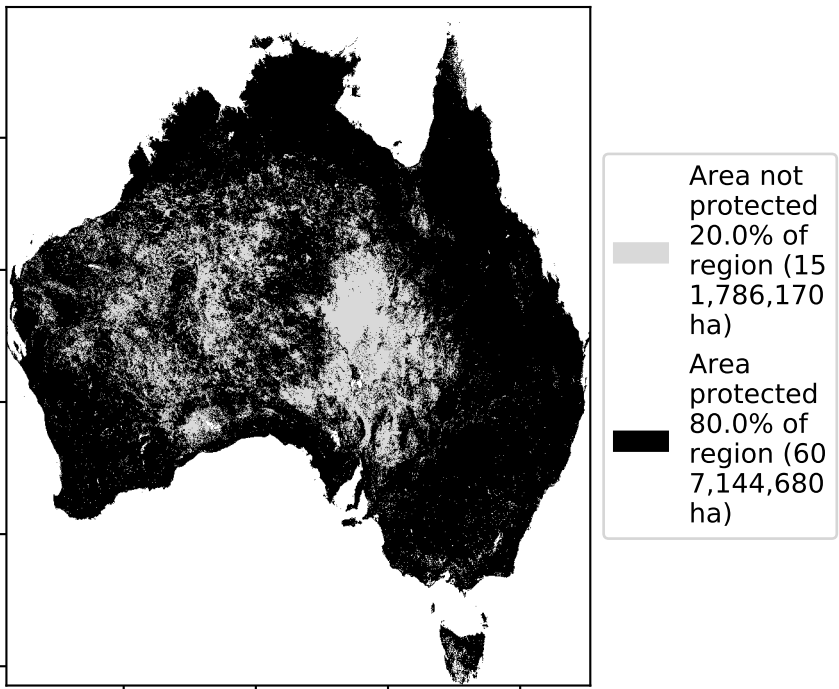 Area not
protected
20.0% of
region (15
1,786,170
ha)
Area
protected
80.0% of
region (60
7,144,680
ha)